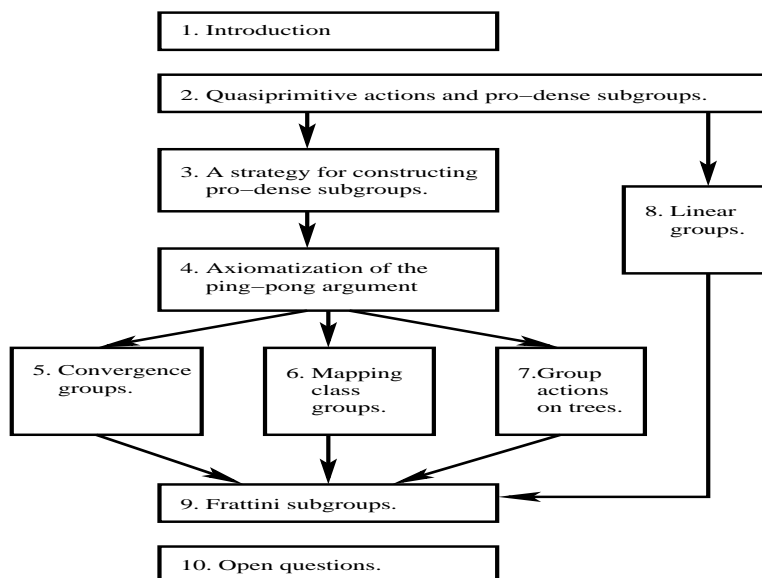 1. Introduction
2. Quasiprimitive actions and pro–dense subgroups.
3. A strategy for constructing
pro–dense subgroups.
8. Linear
groups.
4. Axiomatization of the
ping–pong argument
5. Convergence
groups.
6. Mapping
class
groups.
7.Group
actions
on trees.
9. Frattini subgroups.
10. Open questions.